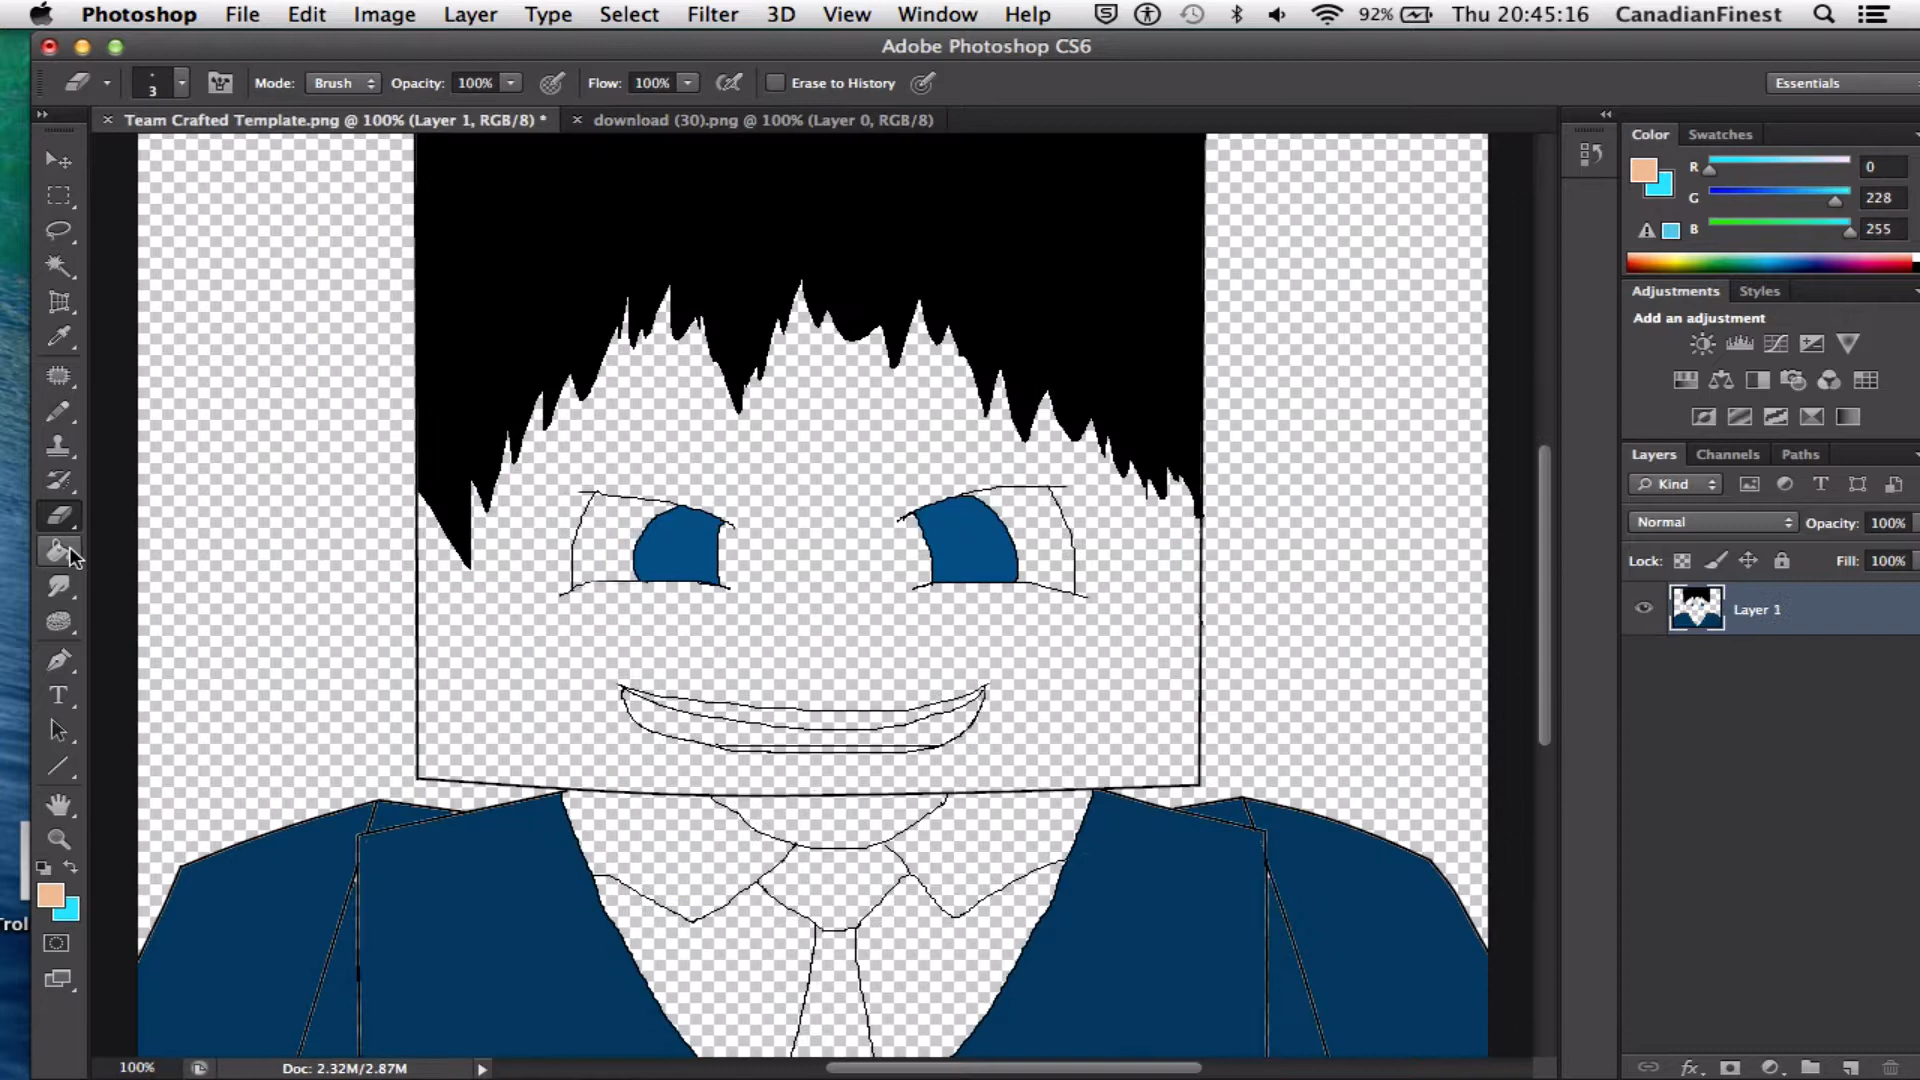 Photoshop File Edit Image Layer Type Select Filter 3D View Window Help 92% Thu 20:45:16 CanadianFinest
Adobe Photoshop CS6
3 Mode: Brush Opacity: 100% Flow: 100% Erase to History Essentials
× Team Crafted Template.png @ 100% (Layer 1, RGB/8) * × download (30).png @ 100% (Layer 0, RGB/8)
Color Swatches
R 0
G 228
B 255
Adjustments Styles
Add an adjustment
Layers Channels Paths
Kind
Normal Opacity: 100%
Lock: Fill: 100%
Layer 1
Trol
100% Doc: 2.32M/2.87M